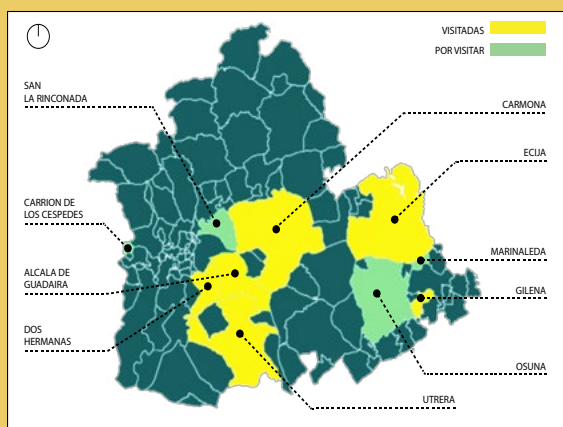 VISITADAS
POR VISITAR
SAN
LA RINCONADA
CARMONA
ECIJA
CARRION DE
LOS CESPEDES
MARINALEDA
ALCALA DE
GUADAIRA
GILENA
DOS
HERMANAS
OSUNA
UTRERA